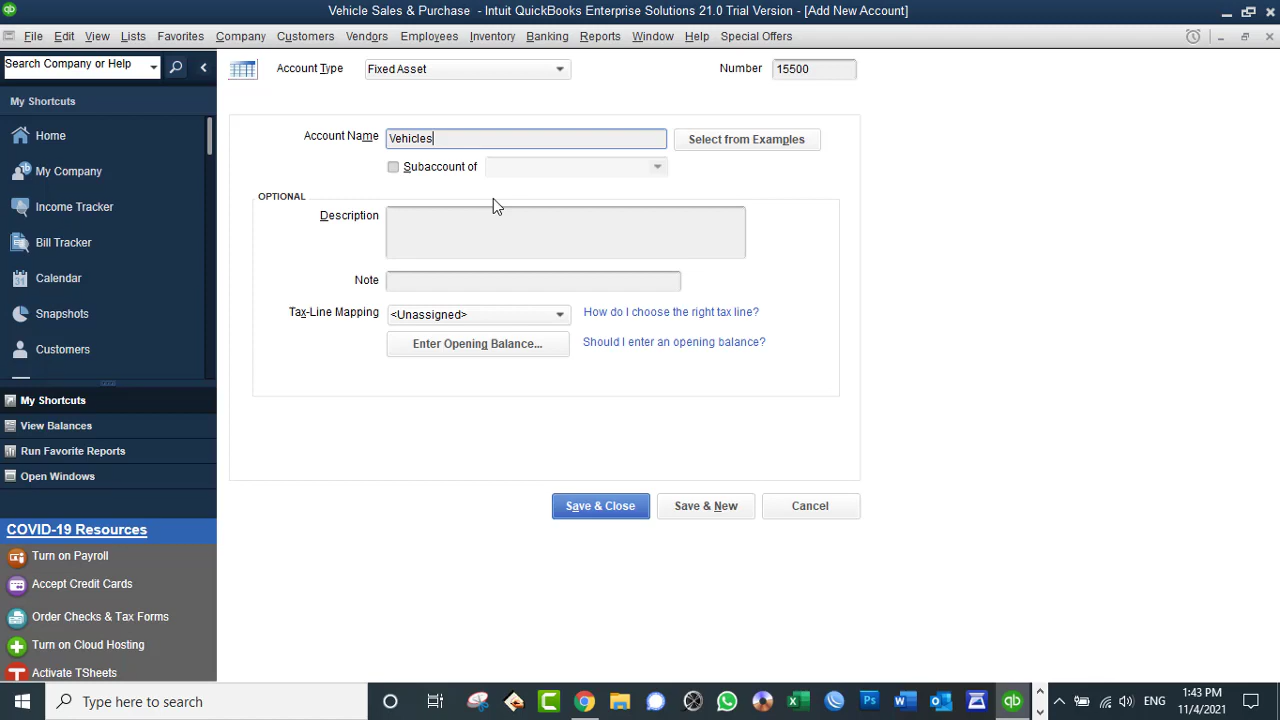 Vehicle Sales & Purchase - Intuit QuickBooks Enterprise Solutions 21.0 Trial Version - [Add New Account]
File Edit View Lists Favorites Company Customers Vendors Employees Inventory Banking Reports Window Help Special Offers
Search Company or Help
Account Type Fixed Asset Number 15500
My Shortcuts
Home
Account Name Vehicles Select from Examples
Subaccount of
My Company
OPTIONAL
Income Tracker
Description
Bill Tracker
Calendar
Note
Snapshots
Tax-Line Mapping <Unassigned> How do I choose the right tax line?
Customers
Enter Opening Balance... Should I enter an opening balance?
My Shortcuts
View Balances
Run Favorite Reports
Open Windows
Save & Close Save & New Cancel
COVID-19 Resources
Turn on Payroll
Accept Credit Cards
Order Checks & Tax Forms
Turn on Cloud Hosting
Activate TSheets
Type here to search
ENG
1:43 PM
11/4/2021